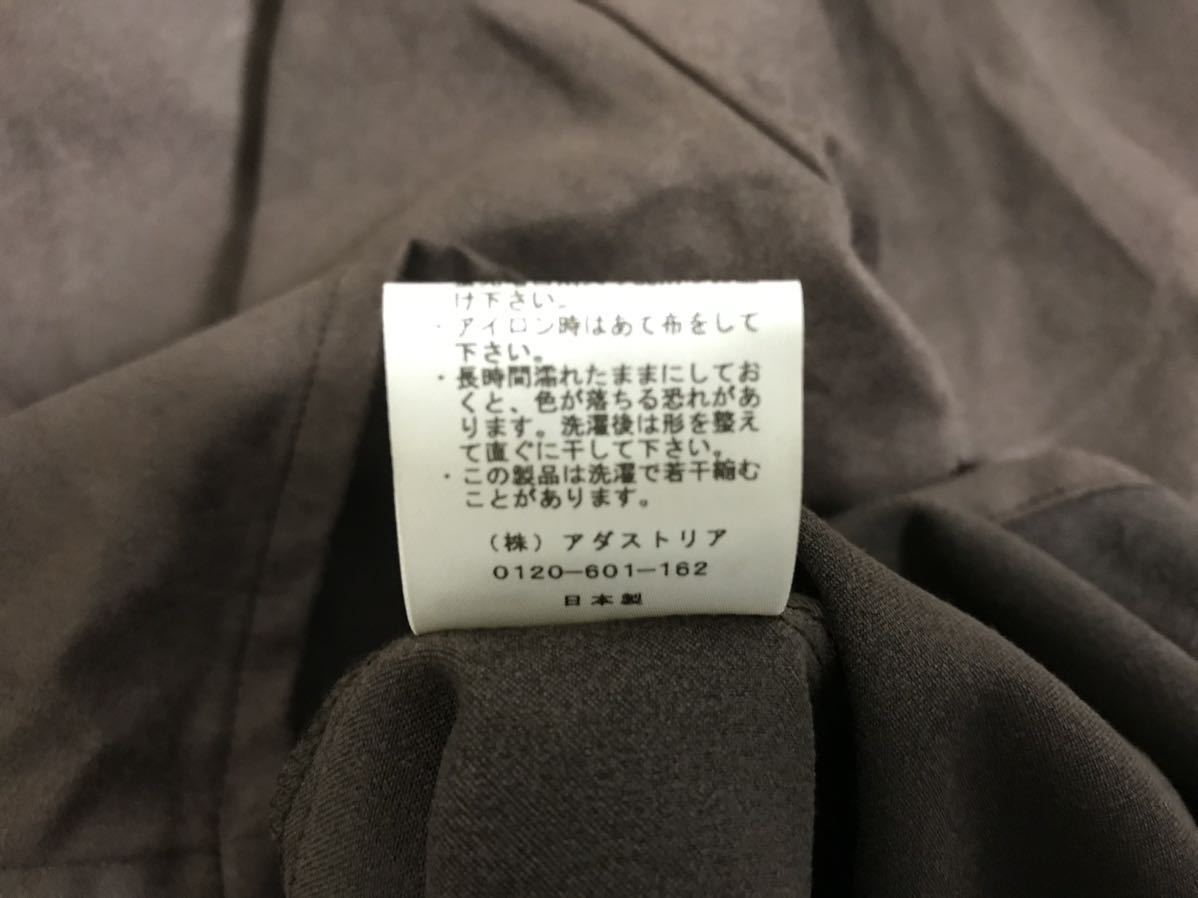 け下さい。
・アイロン時はあて布をして
下さい。
・長時間濡れたままにしてお
くと、色が落ちる恐れがあ
ります。洗濯後は形を整え
て直ぐに干して下さい。
・この製品は洗濯で若干縮む
ことがあります。
(株) アダストリア
0120-601-162
日本製